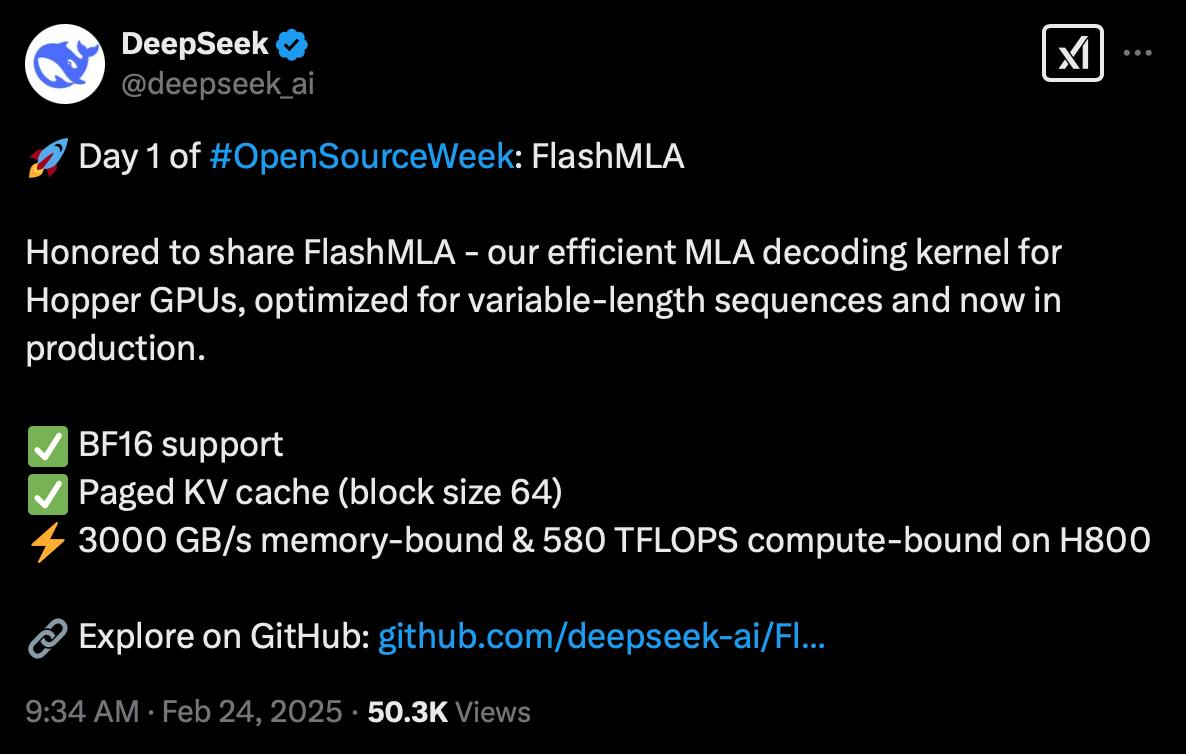 DeepSeek
@deepseek_ai
🚀 Day 1 of #OpenSourceWeek: FlashMLA
Honored to share FlashMLA - our efficient MLA decoding kernel for
Hopper GPUs, optimized for variable-length sequences and now in
production.
✅ BF16 support
✅ Paged KV cache (block size 64)
⚡ 3000 GB/s memory-bound & 580 TFLOPS compute-bound on H800
🔗 Explore on GitHub: github.com/deepseek-ai/Fl…
9:34 AM · Feb 24, 2025 · 50.3K Views